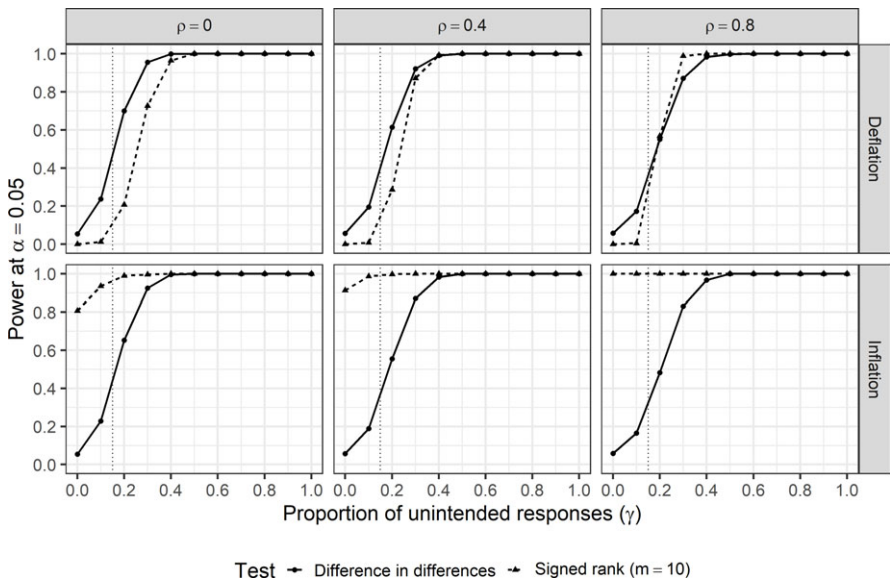 ρ = 0
ρ = 0.4
ρ = 0.8
Power at α = 0.05
1.0
0.8
0.6
0.4
0.2
0.0
Deflation
1.0
0.8
0.6
0.4
0.2
0.0
Inflation
0.0 0.2 0.4 0.6 0.8 1.0
0.0 0.2 0.4 0.6 0.8 1.0
0.0 0.2 0.4 0.6 0.8 1.0
Proportion of unintended responses (γ)
Test Difference in differences Signed rank (m = 10)